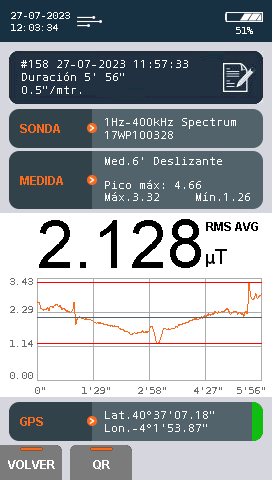 27-07-2023
12:03:34
51%
#158 27-07-2023 11:57:33
Duración 5' 56"
0.5"/mtr.
SONDA
1Hz-400kHz Spectrum
17WP100328
MEDIDA
Med.6' Deslizante
Pico máx: 4.66
Máx.3.32 Mín.1.26
2.128 RMS AVG
µT
3.43
2.29
1.14
0.00
0" 1'29" 2'58" 4'27" 5'56"
GPS
Lat.40°37'07.18"
Lon.-4°1'53.87"
VOLVER QR